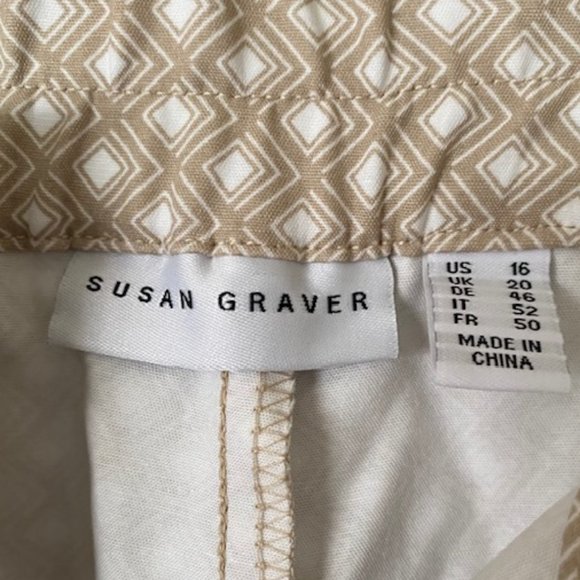 SUSAN GRAVER
US 16
UK 20
DE 46
IT 52
FR 50
MADE IN
CHINA